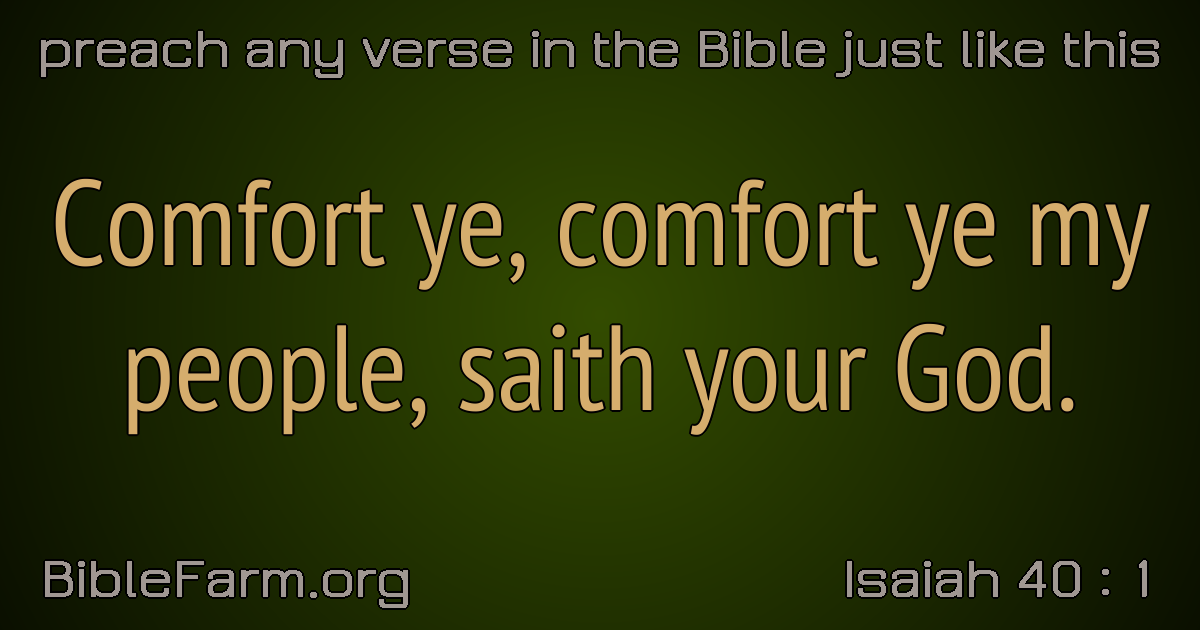 preach any verse in the Bible just like this
Comfort ye, comfort ye my
people, saith your God.
BibleFarm.org
Isaiah 40 : 1